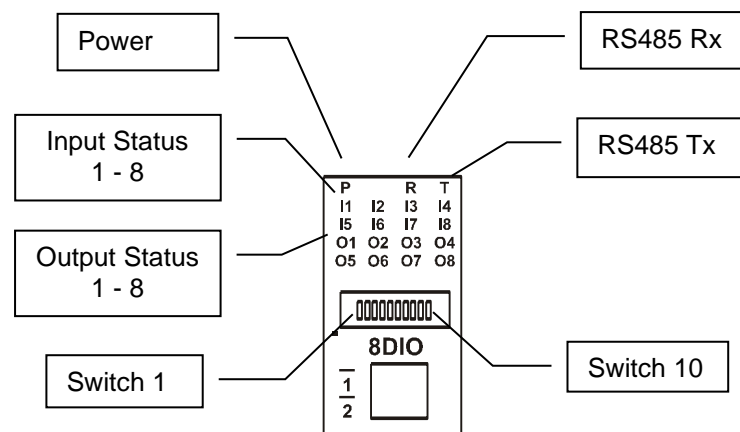 Power
RS485 Rx
Input Status
1 - 8
RS485 Tx
P R T
I1 I2 I3 I4
I5 I6 I7 I8
O1 O2 O3 O4
O5 O6 O7 O8
Output Status
1 - 8
8DIO
Switch 1
Switch 10
1
2